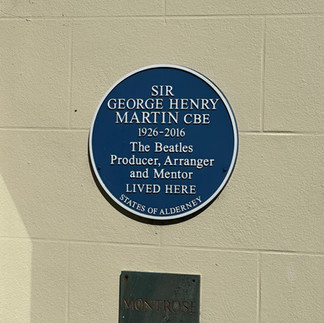 SIR
GEORGE HENRY
MARTIN CBE
1926-2016
The Beatles
Producer, Arranger
and Mentor
LIVED HERE
STATES OF ALDERNEY
MONTROSE